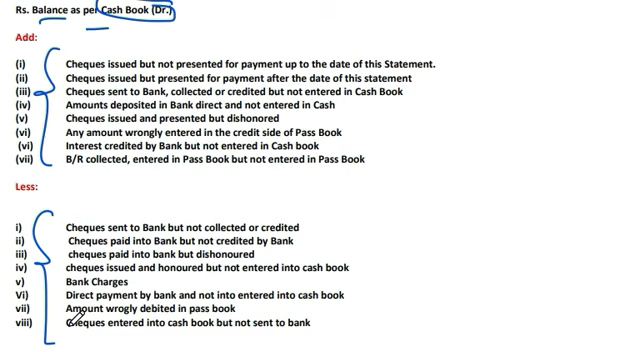 Rs. Balance as per Cash Book (Dr.)
Add:
(i) Cheques issued but not presented for payment up to the date of this Statement.
(ii) Cheques issued but presented for payment after the date of this statement
(iii) Cheques sent to Bank, collected or credited but not entered in Cash Book
(iv) Amounts deposited in Bank direct and not entered in Cash
(v) Cheques issued and presented but dishonored
(vi) Any amount wrongly entered in the credit side of Pass Book
(vi) Interest credited by Bank but not entered in Cash book
(vii) B/R collected, entered in Pass Book but not entered in Pass Book
Less:
i) Cheques sent to Bank but not collected or credited
ii) Cheques paid into Bank but not credited by Bank
iii) cheques paid into bank but dishonoured
iv) cheques issued and honoured but not entered into cash book
v) Bank Charges
Vi) Direct payment by bank and not into entered into cash book
vii) Amount wrogly debited in pass book
viii) Cheques entered into cash book but not sent to bank